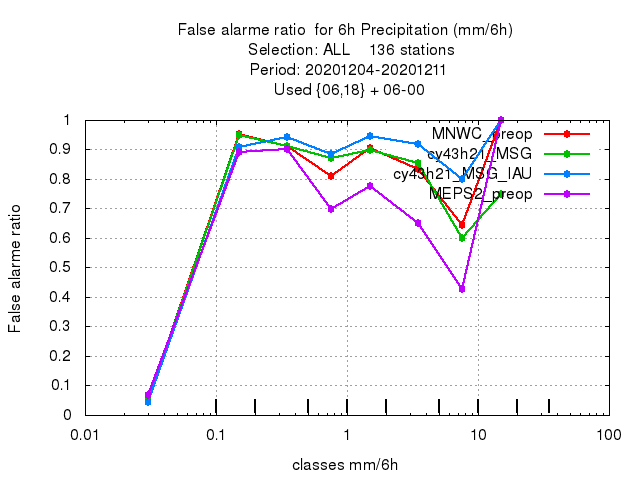 False alarme ratio  for 6h Precipitation (mm/6h)
Selection: ALL    136 stations
Period: 20201204-20201211
Used {06,18} + 06-00
1
0.9
0.8
0.7
0.6
0.5
0.4
0.3
0.2
0.1
0
False alarme ratio
MNWC_preop
cy43h21_MSG
cy43h21_MSG_IAU
MEPS2_preop
0.01 0.1 1 10 100
classes mm/6h